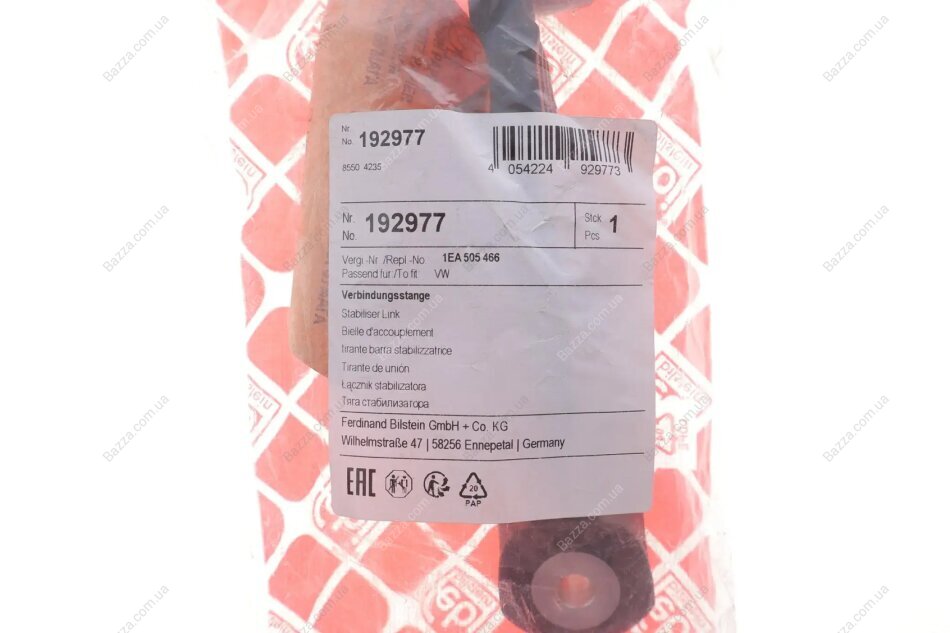 Nr.
No. 192977
8550 4235
4 054224 929773
Nr.
No. 192977
Stck
Pcs 1
Vergl.-Nr. /Repl.-No. 1EA 505 466
Passend für /To fit: VW
Verbindungsstange
Stabiliser Link
Bielle d'accouplement
tirante barra stabilizzatrice
Tirante de unión
Łącznik stabilizatora
Тяга стабилизатора
Ferdinand Bilstein GmbH + Co. KG
Wilhelmstraße 47 | 58256 Ennepetal | Germany
EAC
20
PAP
Bazza.com.ua